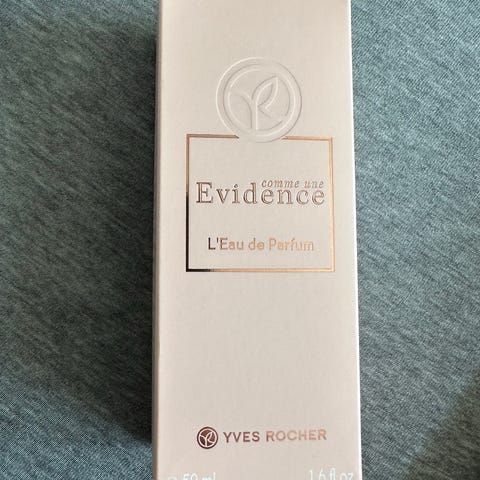 comme une
Evidence
L'Eau de Parfum
YVES ROCHER
50 ml 1.6 fl.oz